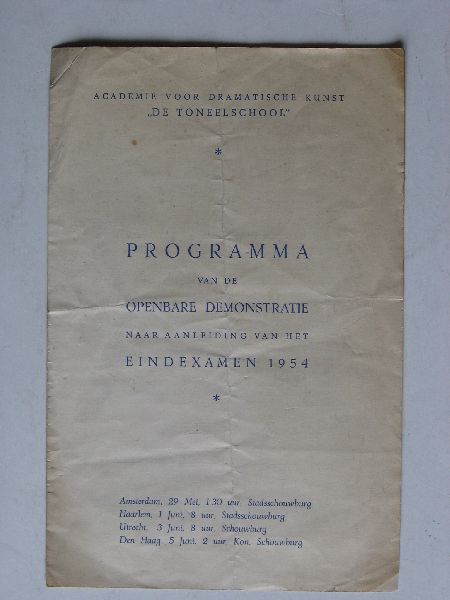 ACADEMIE VOOR DRAMATISCHE KUNST
„DE TONEELSCHOOL"
*
PROGRAMMA
VAN DE
OPENBARE DEMONSTRATIE
NAAR AANLEIDING VAN HET
EINDEXAMEN 1954
*
Amsterdam, 29 Mei, 1.30 uur, Stadsschouwburg
Haarlem, 1 Juni, 8 uur, Stadsschouwburg
Utrecht, 3 Juni, 8 uur, Schouwburg
Den Haag 5 Juni, 2 uur, Kon. Schouwburg